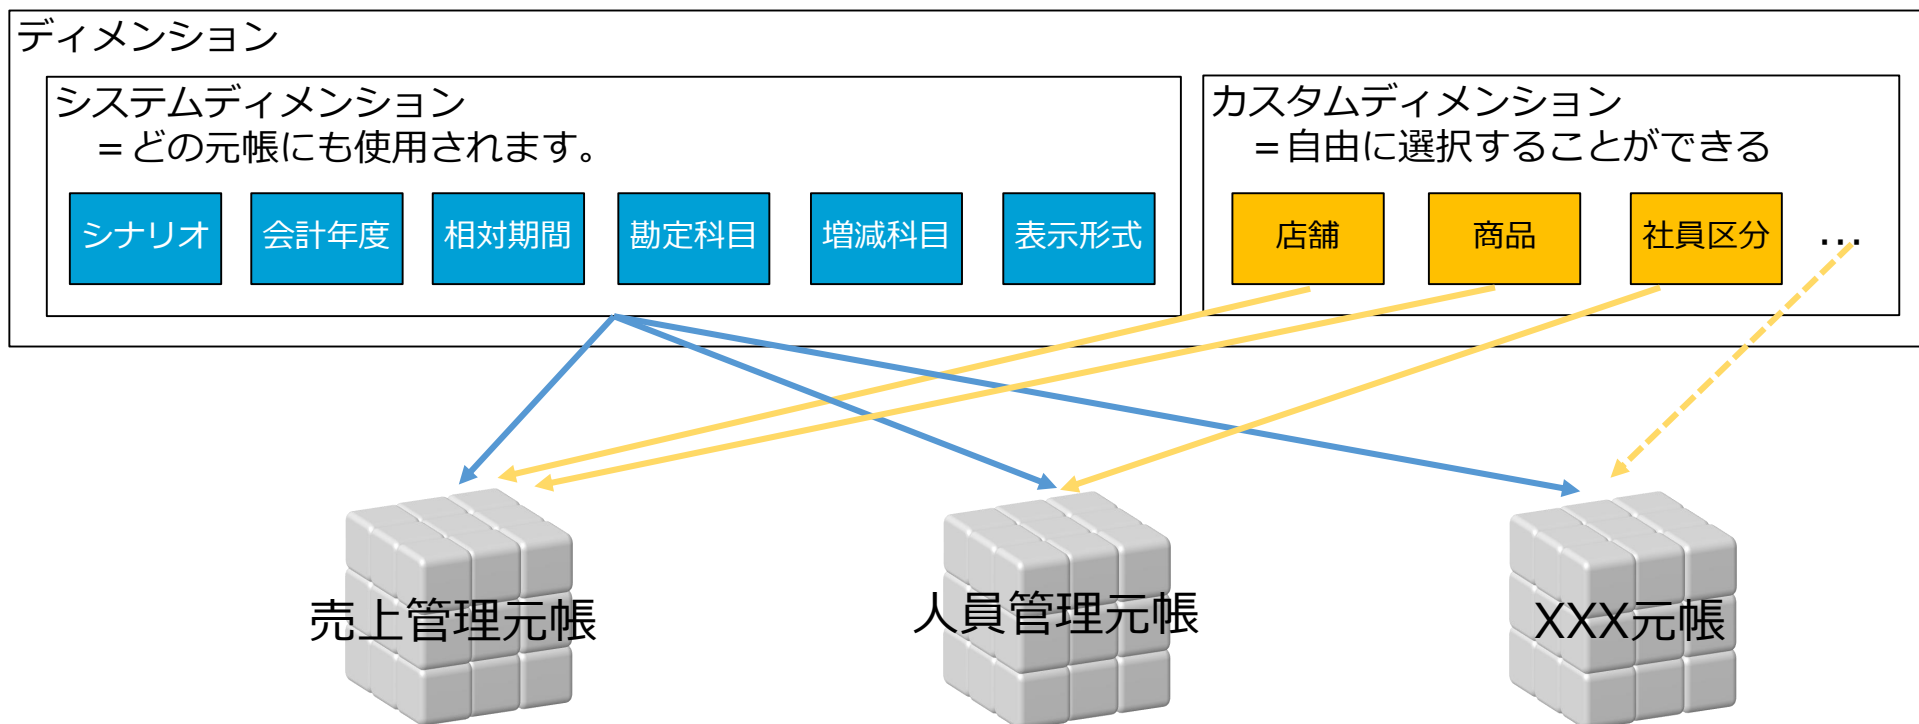 ディメンション
システムディメンション
＝どの元帳にも使用されます。
カスタムディメンション
＝自由に選択することができる
シナリオ
会計年度
相対期間
勘定科目
増減科目
表示形式
店舗
商品
社員区分
…
売上管理元帳
人員管理元帳
XXX元帳